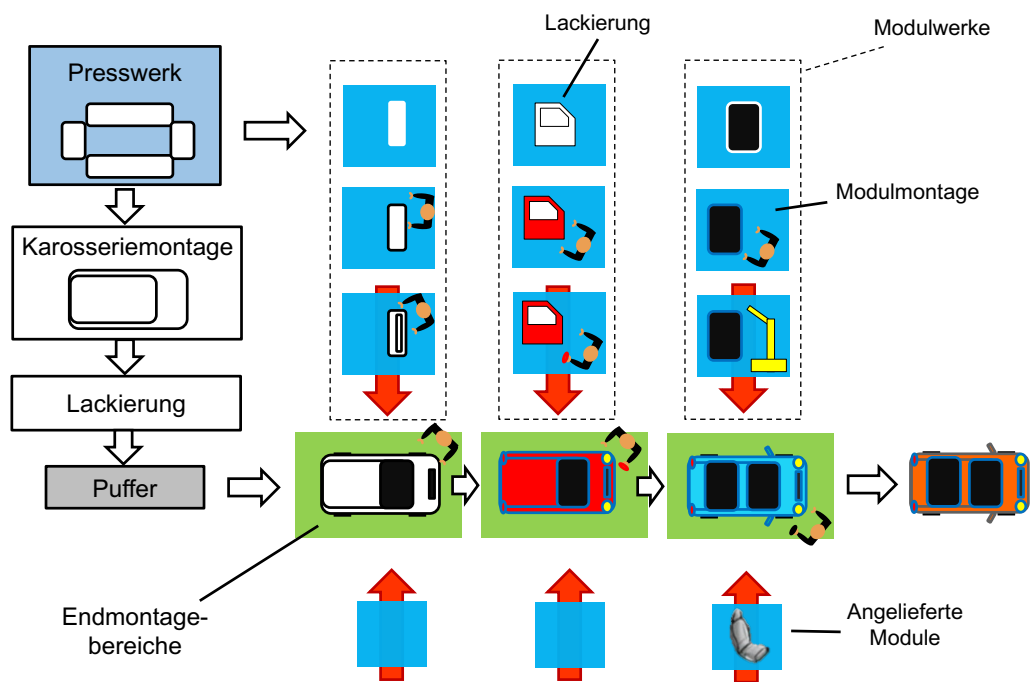 Lackierung
Modulwerke
Presswerk
Modulmontage
Karosseriemontage
Lackierung
Puffer
Endmontage-
bereiche
Angelieferte
Module